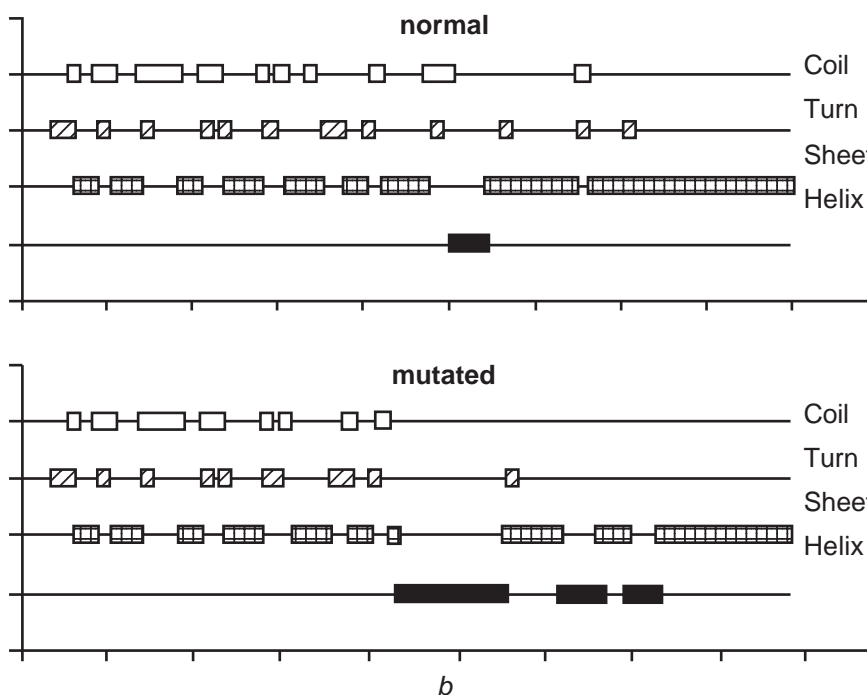 normal
Coil
Turn
Sheet
Helix
mutated
Coil
Turn
Sheet
Helix
b